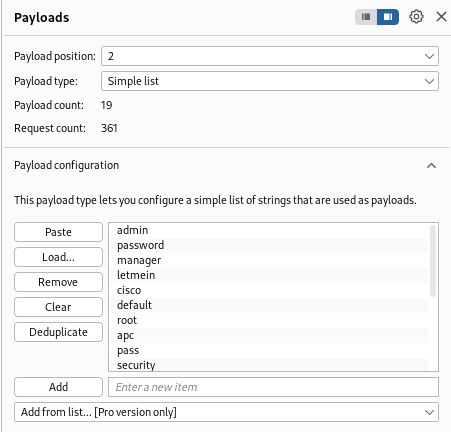 Payloads
Payload position: 2
Payload type: Simple list
Payload count: 19
Request count: 361
Payload configuration
This payload type lets you configure a simple list of strings that are used as payloads.
Paste
Load...
Remove
Clear
Deduplicate
admin
password
manager
letmein
cisco
default
root
apc
pass
security
Add
Enter a new item
Add from list... [Pro version only]